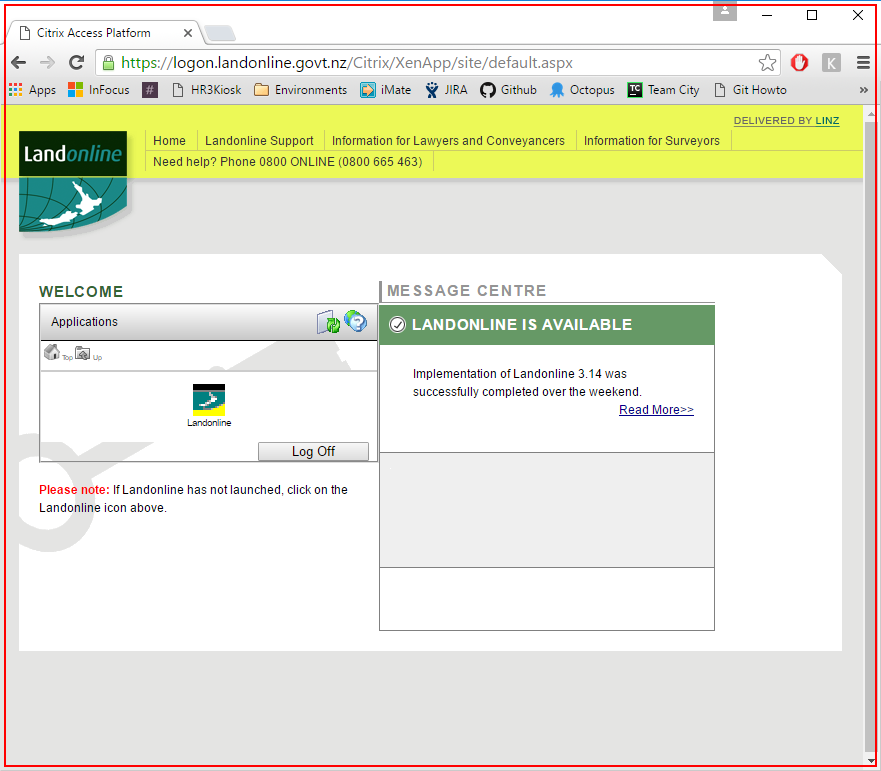 Citrix Access Platform
https://logon.landonline.govt.nz/Citrix/XenApp/site/default.aspx
K
Apps InFocus # HR3Kiosk Environments iMate JIRA Github Octopus TC Team City Git Howto »
DELIVERED BY LINZ
Landonline
Home Landonline Support Information for Lawyers and Conveyancers Information for Surveyors
Need help? Phone 0800 ONLINE (0800 665 463)
WELCOME
Applications
Top Up
Landonline
Log Off
Please note: If Landonline has not launched, click on the
Landonline icon above.
MESSAGE CENTRE
LANDONLINE IS AVAILABLE
Implementation of Landonline 3.14 was
successfully completed over the weekend.
Read More>>